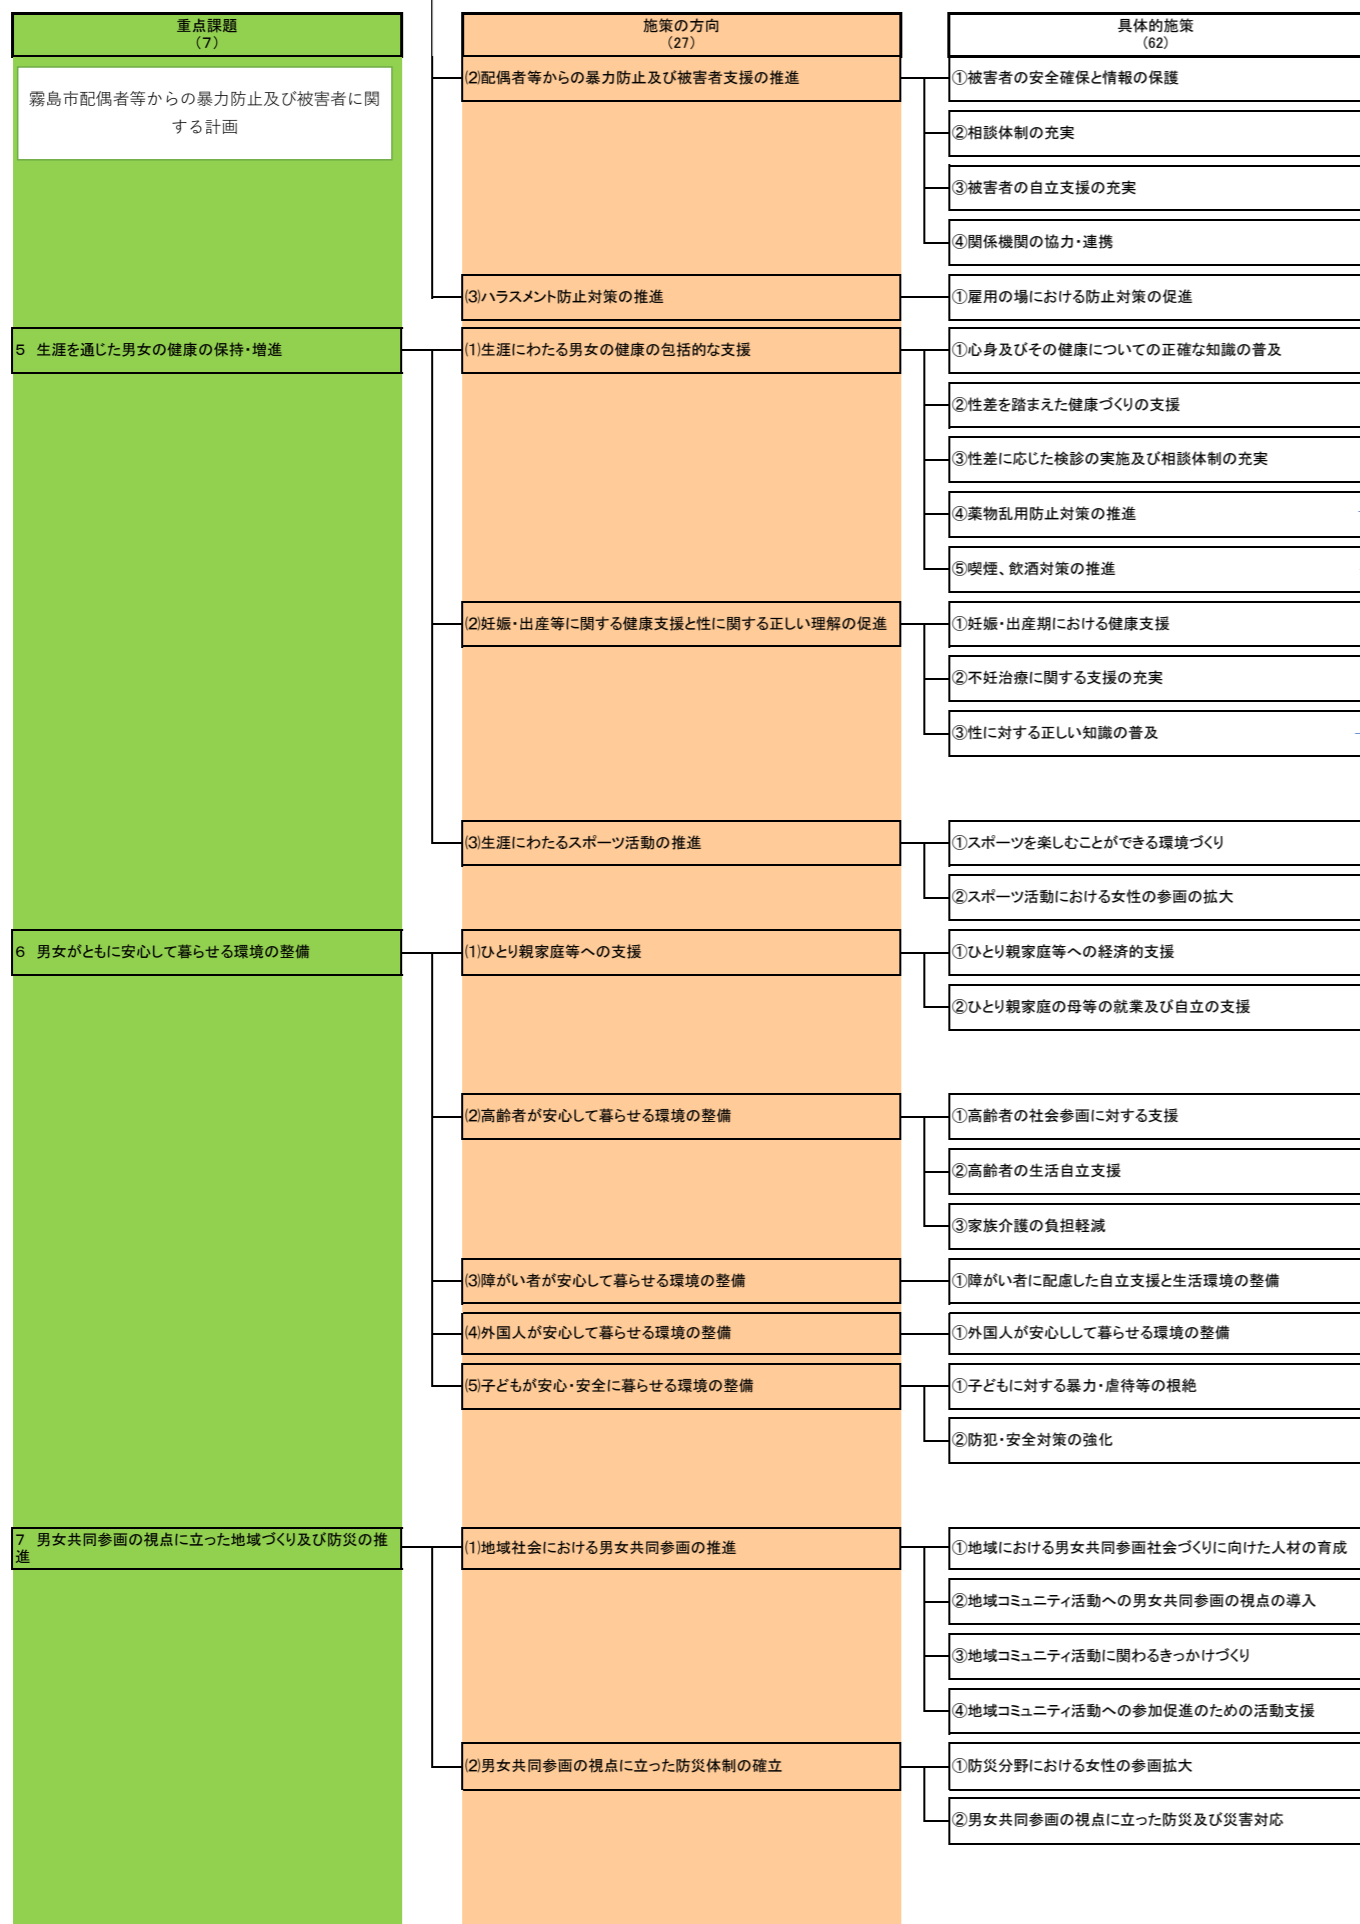 重点課題
(7)
施策の方向
(27)
具体的施策
(62)
霧島市配偶者等からの暴力防止及び被害者に関
する計画
(2)配偶者等からの暴力防止及び被害者支援の推進
①被害者の安全確保と情報の保護
②相談体制の充実
③被害者の自立支援の充実
④関係機関の協力・連携
(3)ハラスメント防止対策の推進
①雇用の場における防止対策の促進
5 生涯を通じた男女の健康の保持・増進
(1)生涯にわたる男女の健康の包括的な支援
①心身及びその健康についての正確な知識の普及
②性差を踏まえた健康づくりの支援
③性差に応じた検診の実施及び相談体制の充実
④薬物乱用防止対策の推進
⑤喫煙、飲酒対策の推進
(2)妊娠・出産等に関する健康支援と性に関する正しい理解の促進
①妊娠・出産期における健康支援
②不妊治療に関する支援の充実
③性に対する正しい知識の普及
(3)生涯にわたるスポーツ活動の推進
①スポーツを楽しむことができる環境づくり
②スポーツ活動における女性の参画の拡大
6 男女がともに安心して暮らせる環境の整備
(1)ひとり親家庭等への支援
①ひとり親家庭等への経済的支援
②ひとり親家庭の母等の就業及び自立の支援
(2)高齢者が安心して暮らせる環境の整備
①高齢者の社会参画に対する支援
②高齢者の生活自立支援
③家族介護の負担軽減
(3)障がい者が安心して暮らせる環境の整備
①障がい者に配慮した自立支援と生活環境の整備
(4)外国人が安心して暮らせる環境の整備
①外国人が安心しして暮らせる環境の整備
(5)子どもが安心・安全に暮らせる環境の整備
①子どもに対する暴力・虐待等の根絶
②防犯・安全対策の強化
7 男女共同参画の視点に立った地域づくり及び防災の推
進
(1)地域社会における男女共同参画の推進
①地域における男女共同参画社会づくりに向けた人材の育成
②地域コミュニティ活動への男女共同参画の視点の導入
③地域コミュニティ活動に関わるきっかけづくり
④地域コミュニティ活動への参加促進のための活動支援
(2)男女共同参画の視点に立った防災体制の確立
①防災分野における女性の参画拡大
②男女共同参画の視点に立った防災及び災害対応